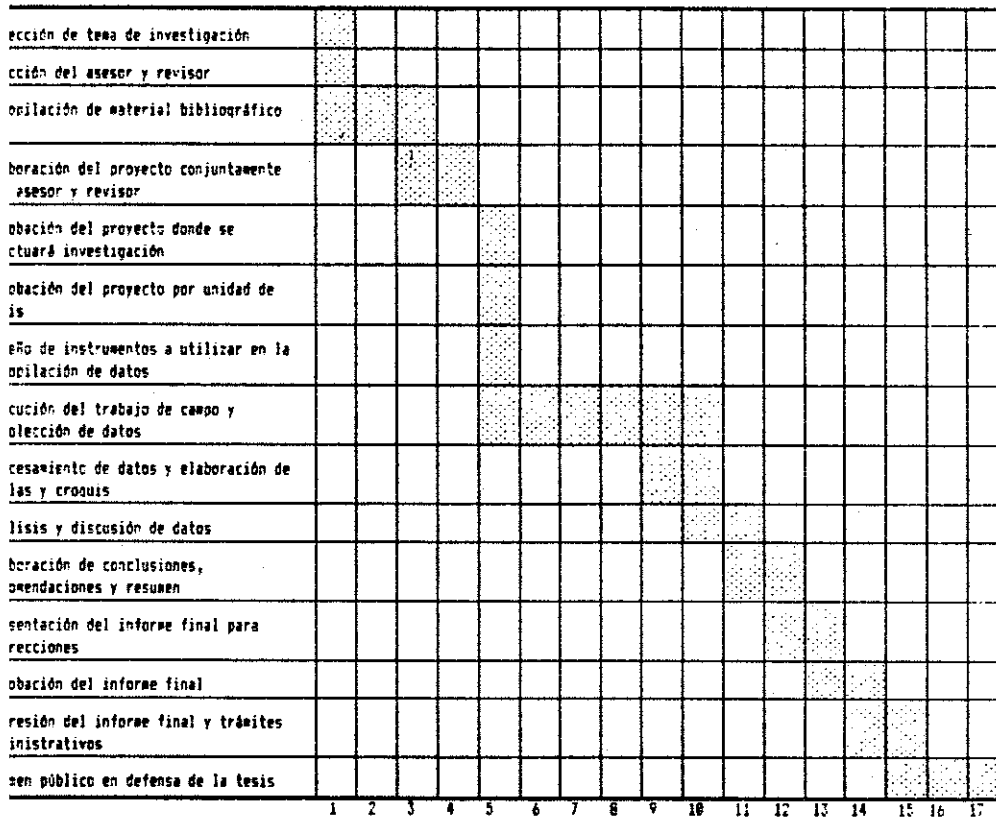 ección de tema de investigación
cción del asesor y revisor
opilación de material bibliográfico
boración del proyecto conjuntamente
asesor y revisor
obación del proyecto donde se
ctuará investigación
obación del proyecto por unidad de
is
eño de instrumentos a utilizar en la
opilación de datos
cución del trabajo de campo y
olección de datos
cesamiento de datos y elaboración de
las y croquis
lisis y discusión de datos
boración de conclusiones,
omendaciones y resumen
sentación del informe final para
recciones
obación del informe final
resión del informe final y trámites
inistrativos
men público en defensa de la tesis
1 2 3 4 5 6 7 8 9 10 11 12 13 14 15 16 17